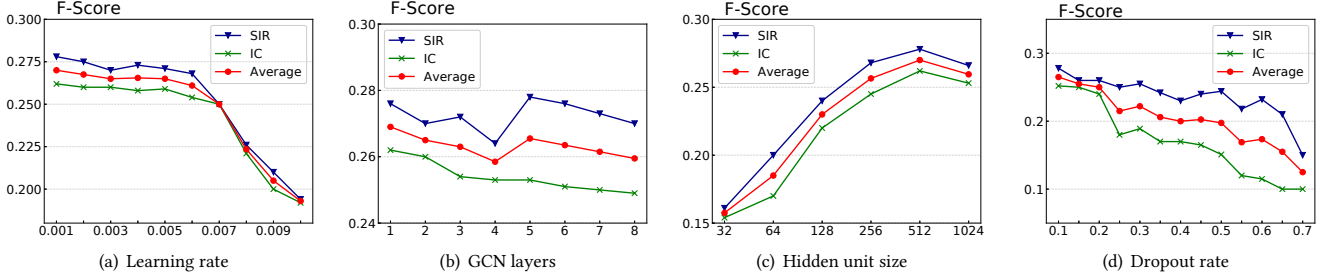 F-Score
0.300
0.275
0.250
0.225
0.200
SIR
IC
Average
0.001 0.003 0.005 0.007 0.009
(a) Learning rate
F-Score
0.30
0.28
0.26
0.24
SIR
IC
Average
1 2 3 4 5 6 7 8
(b) GCN layers
F-Score
0.30
0.25
0.20
0.15
SIR
IC
Average
32 64 128 256 512 1024
(c) Hidden unit size
F-Score
0.3
0.2
0.1
SIR
IC
Average
0.1 0.2 0.3 0.4 0.5 0.6 0.7
(d) Dropout rate